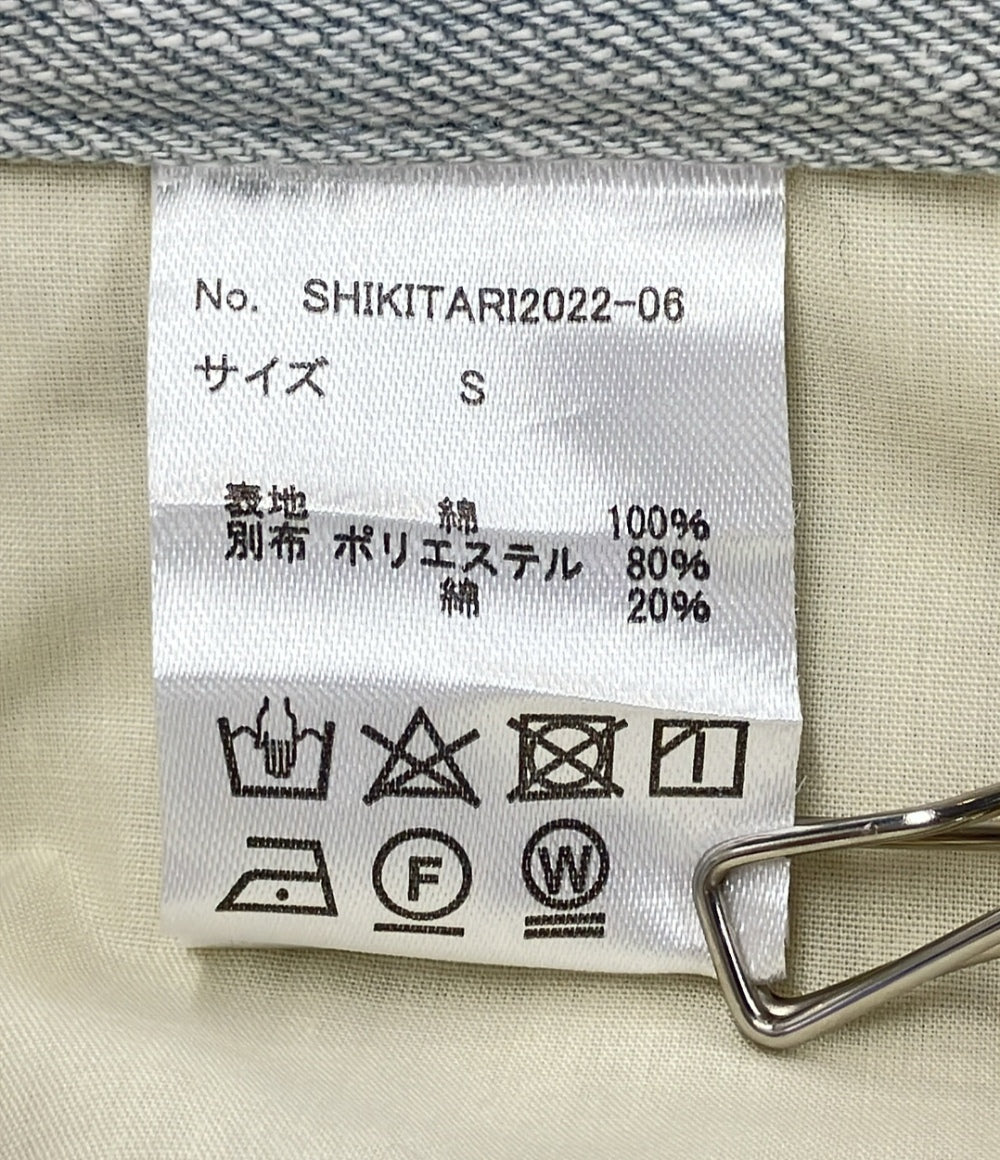 No. SHIKITARI2022-06
サイズ S
表地 綿 100%
別布 ポリエステル 80%
綿 20%
F W